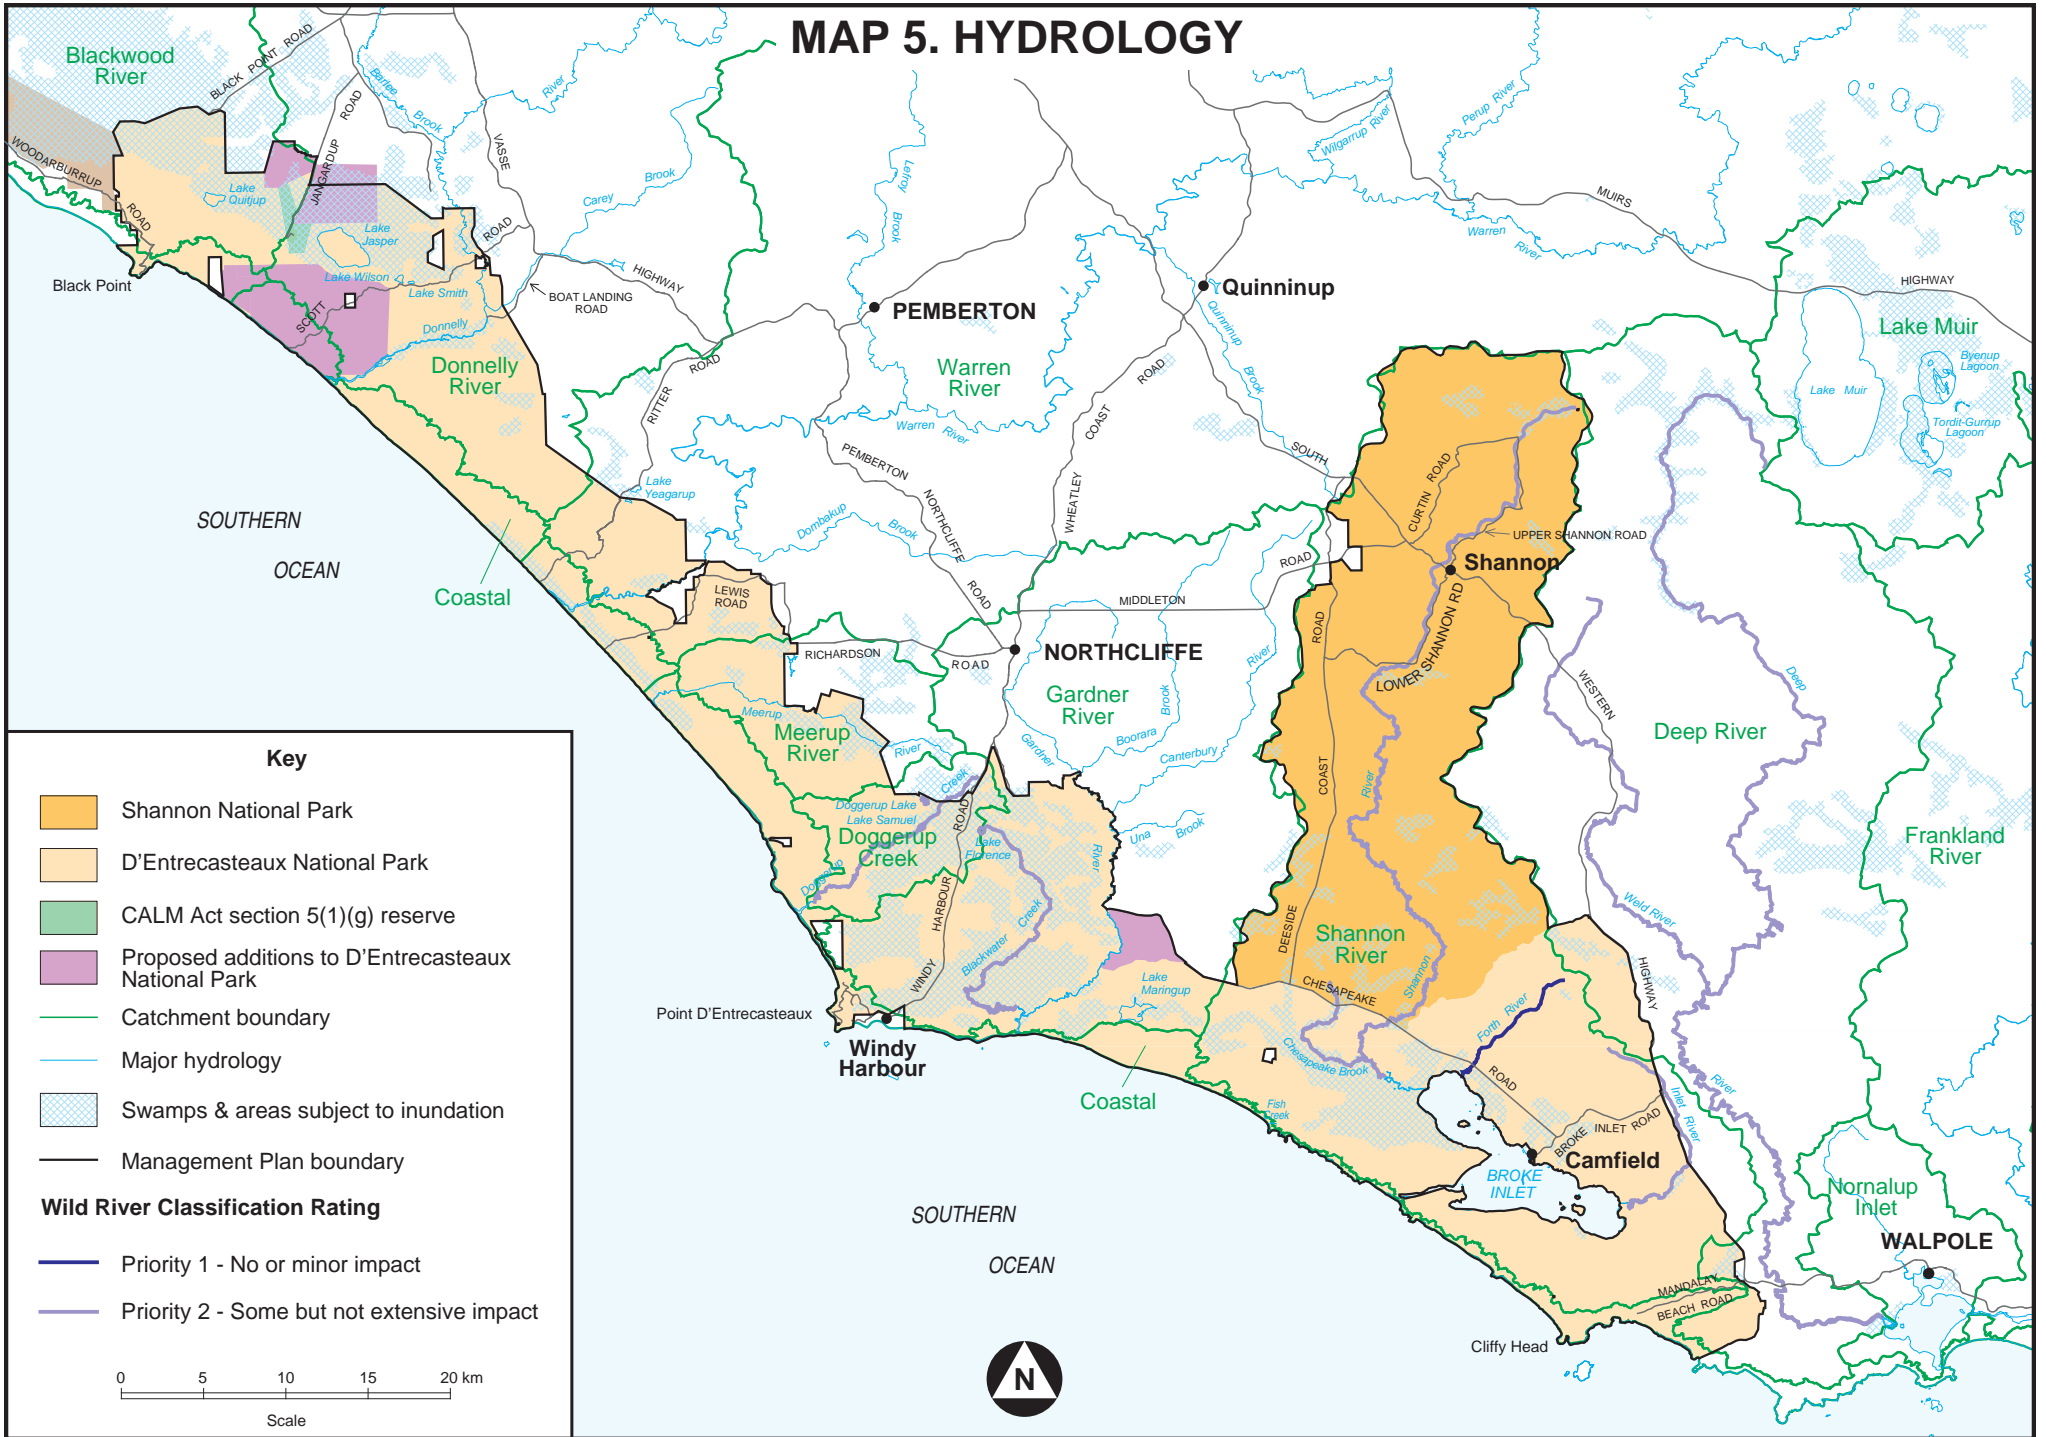 MAP 5. HYDROLOGY
Blackwood
River
BLACK POINT ROAD
Barlee
Brook
River
VASSE
ROAD
JANGARDUP
WOODARBURRUP
ROAD
Lake
Quitjup
Lake
Jasper
Lake Wilson
Lake Smith
Black Point
SCOTT
ROAD
Donnelly
Donnelly
River
BOAT LANDING
ROAD
HIGHWAY
Carey
Brook
Lefroy
Brook
PEMBERTON
Warren
River
Quinninup
Quinninup
Brook
Wilgarrup River
Perup River
Warren
River
MUIRS
HIGHWAY
Lake Muir
Lake Muir
Byenup
Lagoon
Tordit-Gurrup
Lagoon
RITTER
ROAD
Warren
River
PEMBERTON
NORTHCLIFFE
ROAD
WHEATLEY
COAST
ROAD
SOUTH
Lake
Yeagarup
Dombakup
Brook
CURTIN
ROAD
UPPER SHANNON ROAD
Shannon
LOWER SHANNON RD
SOUTHERN
OCEAN
Coastal
LEWIS
ROAD
MIDDLETON
ROAD
ROAD
RICHARDSON
ROAD
NORTHCLIFFE
Gardner
River
Gardner
Boorara
Brook
Canterbury
River
WESTERN
Deep
Deep River
Meerup
Meerup
River
River
Creek
Doggerup Lake
Lake Samuel
Doggerup
Creek
Doggerup
ROAD
Lake
Florence
River
Una
Brook
COAST
River
Frankland
River
HARBOUR
WINDY
Blackwater
Creek
DEESIDE
Shannon
River
Shannon
Weld River
HIGHWAY
Lake
Maringup
CHESAPEAKE
Forth River
Point D'Entrecasteaux
Windy
Harbour
Coastal
Chesapeake Brook
ROAD
Fish
Creek
Inlet River
River
BROKE INLET ROAD
Camfield
BROKE
INLET
Nornalup
Inlet
WALPOLE
SOUTHERN
OCEAN
MANDALAY
BEACH ROAD
Cliffy Head
N
Key
Shannon National Park
D'Entrecasteaux National Park
CALM Act section 5(1)(g) reserve
Proposed additions to D'Entrecasteaux
National Park
Catchment boundary
Major hydrology
Swamps & areas subject to inundation
Management Plan boundary
Wild River Classification Rating
Priority 1 - No or minor impact
Priority 2 - Some but not extensive impact
0 5 10 15 20 km
Scale